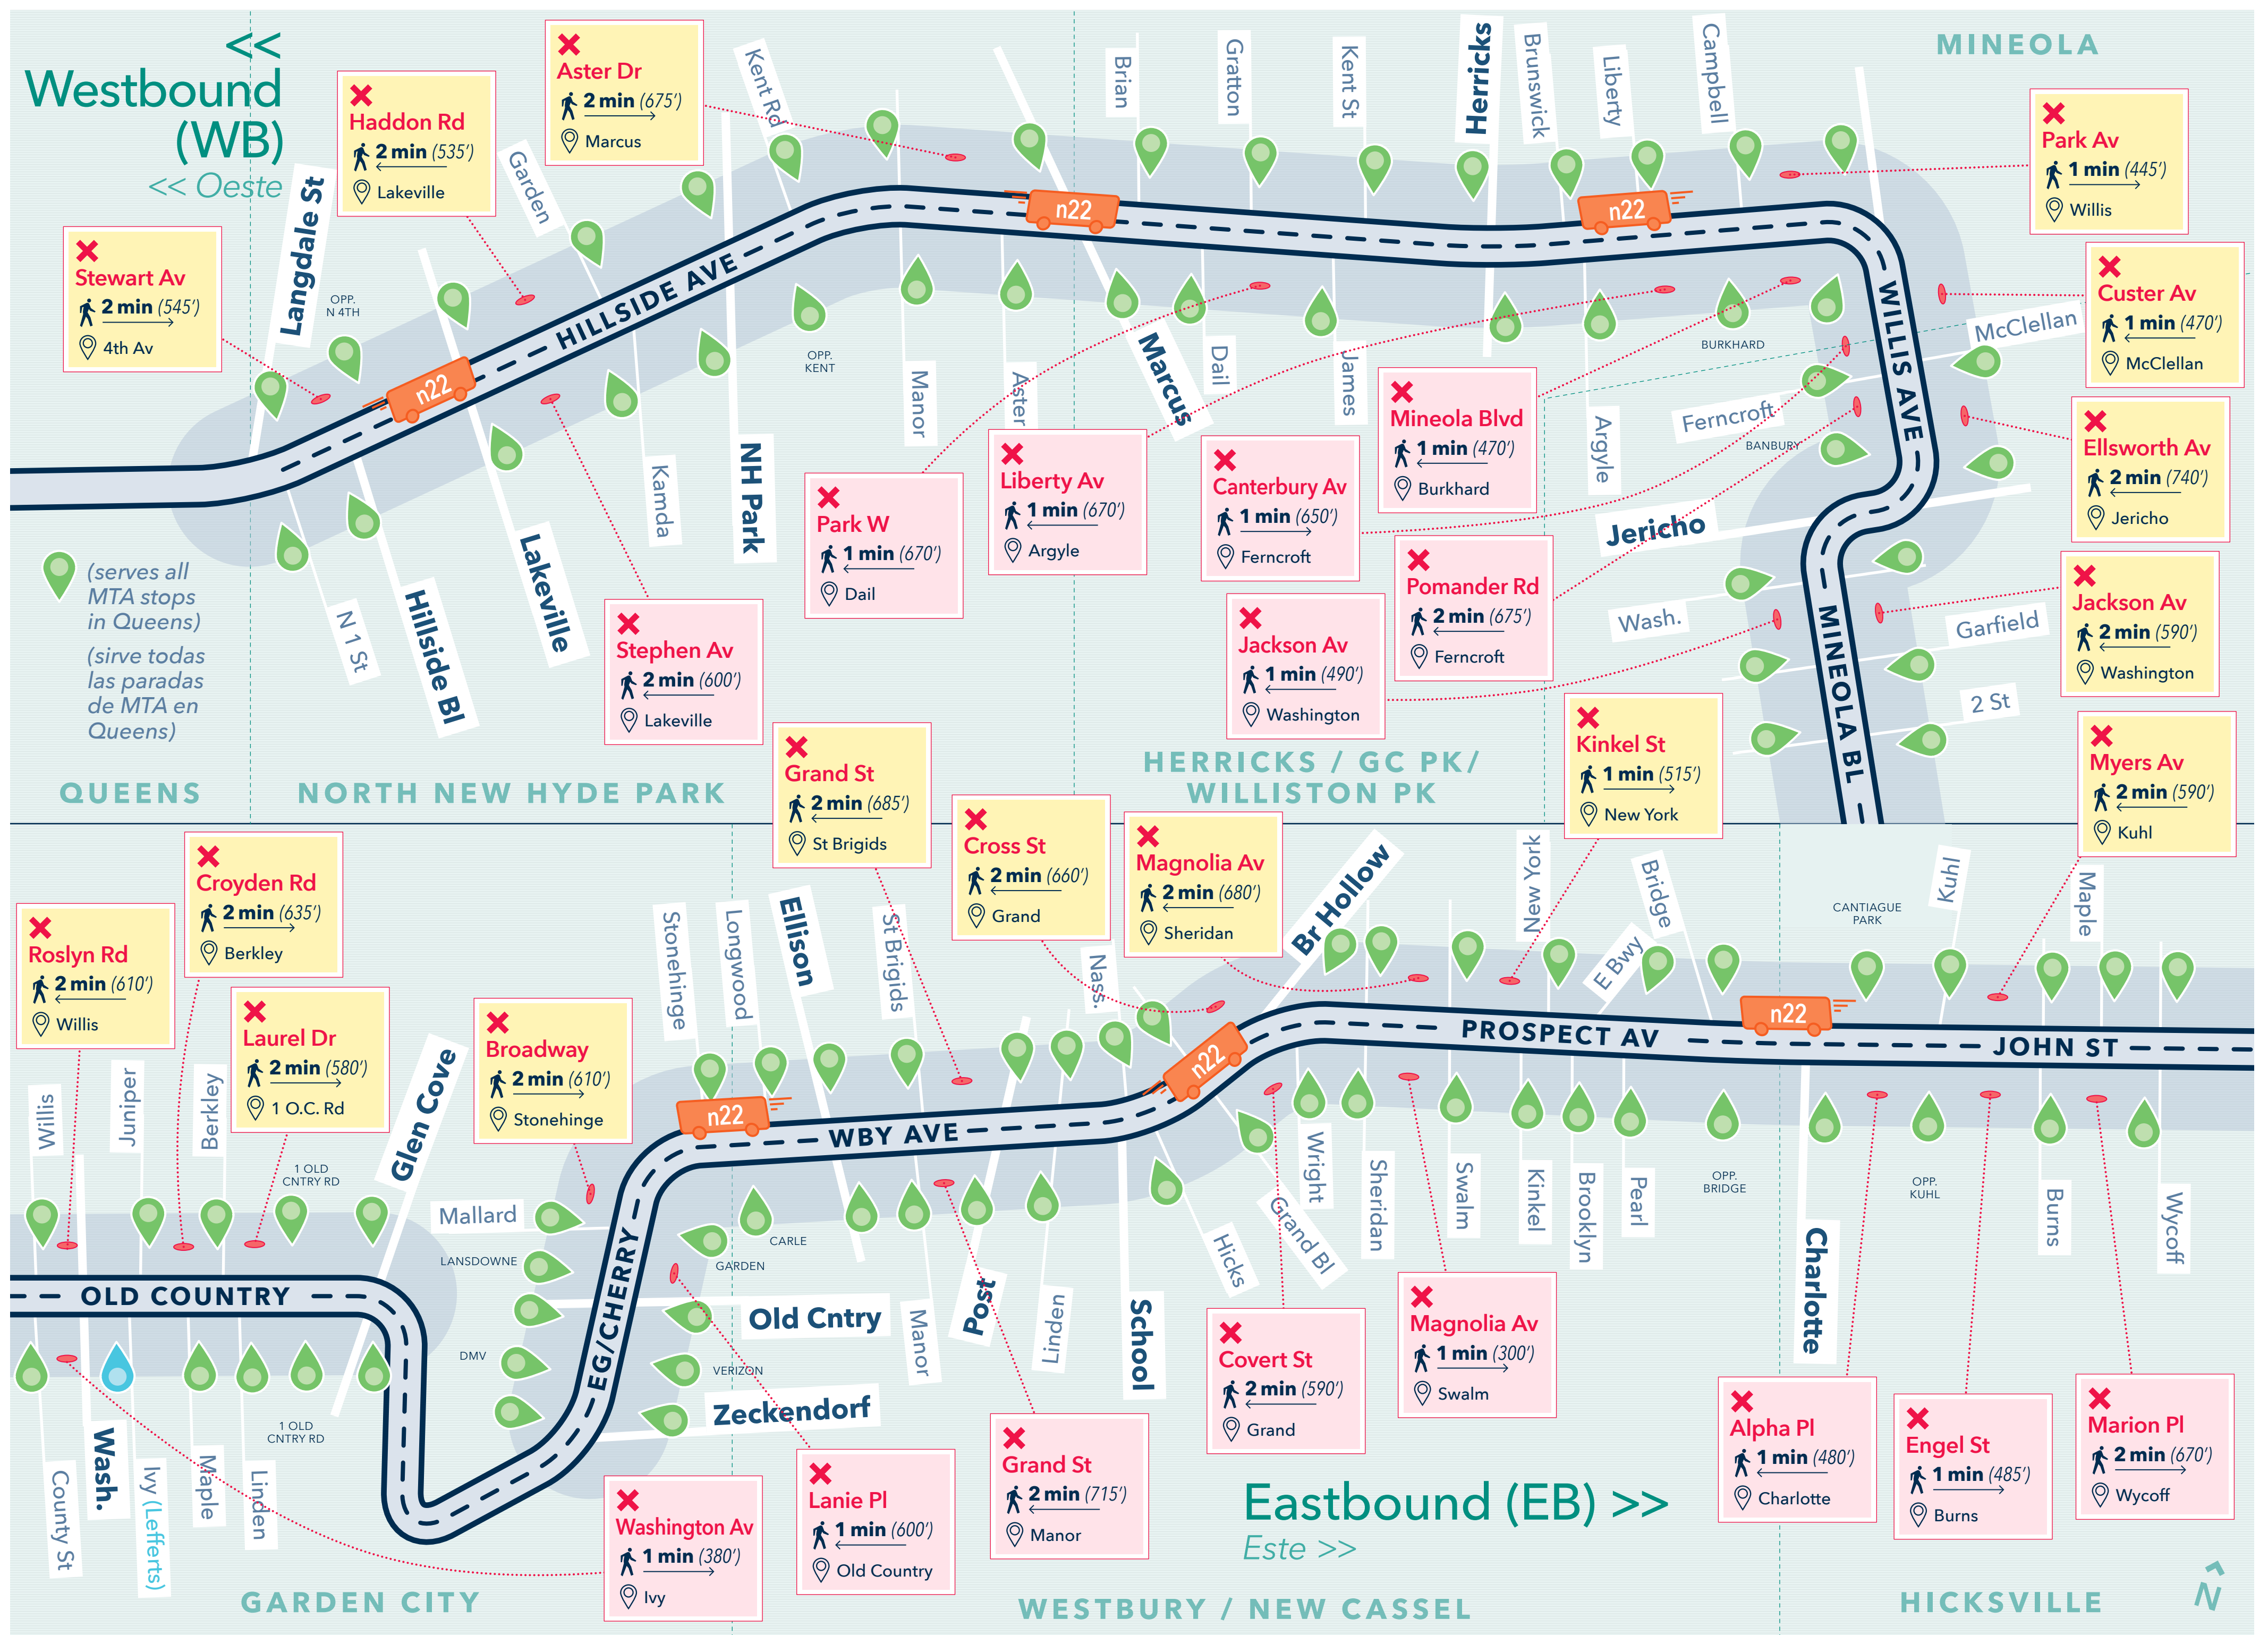 <<
Westbound
(WB)
<< Oeste
MINEOLA
Stewart Av
2 min (545')
4th Av
Haddon Rd
2 min (535')
Lakeville
Aster Dr
2 min (675')
Marcus
Park Av
1 min (445')
Willis
Custer Av
1 min (470')
McClellan
Ellsworth Av
2 min (740')
Jericho
Jackson Av
2 min (590')
Washington
Langdale St
OPP.
N 4TH
Garden
Kent Rd
Brian
Gratton
Kent St
Herricks
Brunswick
Liberty
Campbell
n22
n22
n22
HILLSIDE AVE
WILLIS AVE
MINEOLA BL
N 1 St
Hillside Bl
Lakeville
Kamda
NH Park
OPP.
KENT
Manor
Aster
Marcus
Dail
James
Argyle
BURKHARD
McClellan
Ferncroft
BANBURY
Jericho
Wash.
Garfield
2 St
Stephen Av
2 min (600')
Lakeville
Park W
1 min (670')
Dail
Liberty Av
1 min (670')
Argyle
Canterbury Av
1 min (650')
Ferncroft
Mineola Blvd
1 min (470')
Burkhard
Pomander Rd
2 min (675')
Ferncroft
Jackson Av
1 min (490')
Washington
(serves all
MTA stops
in Queens)
(sirve todas
las paradas
de MTA en
Queens)
QUEENS
NORTH NEW HYDE PARK
HERRICKS / GC PK/
WILLISTON PK
Roslyn Rd
2 min (610')
Willis
Croyden Rd
2 min (635')
Berkley
Laurel Dr
2 min (580')
1 O.C. Rd
Broadway
2 min (610')
Stonehinge
Grand St
2 min (685')
St Brigids
Cross St
2 min (660')
Grand
Magnolia Av
2 min (680')
Sheridan
Kinkel St
1 min (515')
New York
Myers Av
2 min (590')
Kuhl
Willis
Juniper
Berkley
1 OLD
CNTRY RD
Glen Cove
Mallard
LANSDOWNE
DMV
Stonehinge
Longwood
Ellison
St Brigids
Nass.
Br Hollow
New York
E Bwy
Bridge
CANTIAGUE
PARK
Kuhl
Maple
n22
n22
n22
OLD COUNTRY
EG/CHERRY
WBY AVE
PROSPECT AV
JOHN ST
County St
Wash.
Ivy (Lefferts)
Maple
Linden
1 OLD
CNTRY RD
CARLE
GARDEN
Old Cntry
VERIZON
Zeckendorf
Manor
Post
Linden
School
Hicks
Grand Bl
Wright
Sheridan
Swalm
Kinkel
Brooklyn
Pearl
OPP.
BRIDGE
Charlotte
OPP.
KUHL
Burns
Wycoff
Washington Av
1 min (380')
Ivy
Lanie Pl
1 min (600')
Old Country
Grand St
2 min (715')
Manor
Covert St
2 min (590')
Grand
Magnolia Av
1 min (300')
Swalm
Alpha Pl
1 min (480')
Charlotte
Engel St
1 min (485')
Burns
Marion Pl
2 min (670')
Wycoff
Eastbound (EB) >>
Este >>
GARDEN CITY
WESTBURY / NEW CASSEL
HICKSVILLE
N